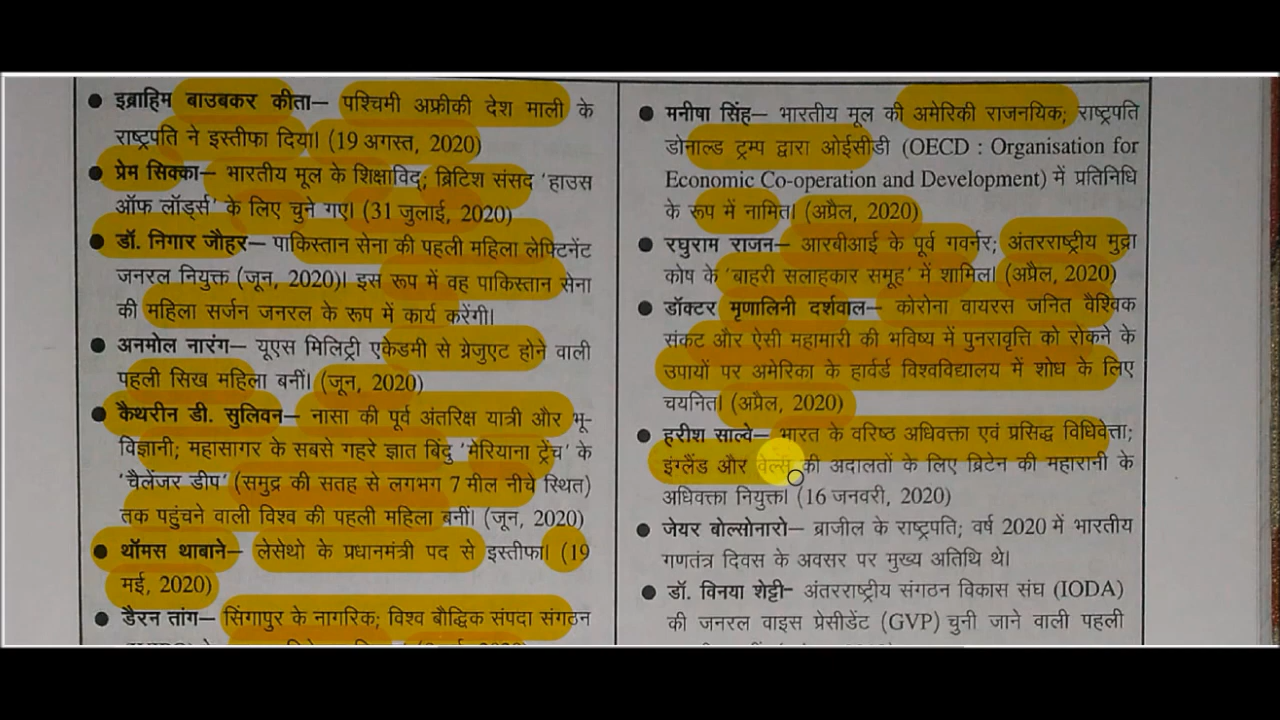 ● इब्राहिम बाउबकर कीता– पश्चिमी अफ्रीकी देश माली के
राष्ट्रपति ने इस्तीफा दिया। (19 अगस्त, 2020)
● प्रेम सिक्का– भारतीय मूल के शिक्षाविद्; ब्रिटिश संसद 'हाउस
ऑफ लॉर्ड्स' के लिए चुने गए। (31 जुलाई, 2020)
● डॉ. निगार जौहर– पाकिस्तान सेना की पहली महिला लेफ्टिनेंट
जनरल नियुक्त (जून, 2020)। इस रूप में वह पाकिस्तान सेना
की महिला सर्जन जनरल के रूप में कार्य करेंगी।
● अनमोल नारंग– यूएस मिलिट्री एकेडमी से ग्रेजुएट होने वाली
पहली सिख महिला बनीं। (जून, 2020)
● कैथरीन डी. सुलिवन– नासा की पूर्व अंतरिक्ष यात्री और भू-
विज्ञानी; महासागर के सबसे गहरे ज्ञात बिंदु 'मेरियाना ट्रेंच' के
'चैलेंजर डीप' (समुद्र की सतह से लगभग 7 मील नीचे स्थित)
तक पहुंचने वाली विश्व की पहली महिला बनीं। (जून, 2020)
● थॉमस थाबाने– लेसेथो के प्रधानमंत्री पद से इस्तीफा। (19
मई, 2020)
● डैरन तांग– सिंगापुर के नागरिक; विश्व बौद्धिक संपदा संगठन
● मनीषा सिंह– भारतीय मूल की अमेरिकी राजनयिक; राष्ट्रपति
डोनाल्ड ट्रम्प द्वारा ओईसीडी (OECD : Organisation for
Economic Co-operation and Development) में प्रतिनिधि
के रूप में नामित। (अप्रैल, 2020)
● रघुराम राजन– आरबीआई के पूर्व गवर्नर; अंतरराष्ट्रीय मुद्रा
कोष के 'बाहरी सलाहकार समूह' में शामिल। (अप्रैल, 2020)
● डॉक्टर मृणालिनी दर्शवाल– कोरोना वायरस जनित वैश्विक
संकट और ऐसी महामारी की भविष्य में पुनरावृत्ति को रोकने के
उपायों पर अमेरिका के हार्वर्ड विश्वविद्यालय में शोध के लिए
चयनित। (अप्रैल, 2020)
● हरीश साल्वे– भारत के वरिष्ठ अधिवक्ता एवं प्रसिद्ध विधिवेत्ता;
इंग्लैंड और वेल्स की अदालतों के लिए ब्रिटेन की महारानी के
अधिवक्ता नियुक्त। (16 जनवरी, 2020)
● जेयर बोल्सोनारो– ब्राजील के राष्ट्रपति; वर्ष 2020 में भारतीय
गणतंत्र दिवस के अवसर पर मुख्य अतिथि थे।
● डॉ. विनया शेट्टी– अंतरराष्ट्रीय संगठन विकास संघ (IODA)
की जनरल वाइस प्रेसीडेंट (GVP) चुनी जाने वाली पहली